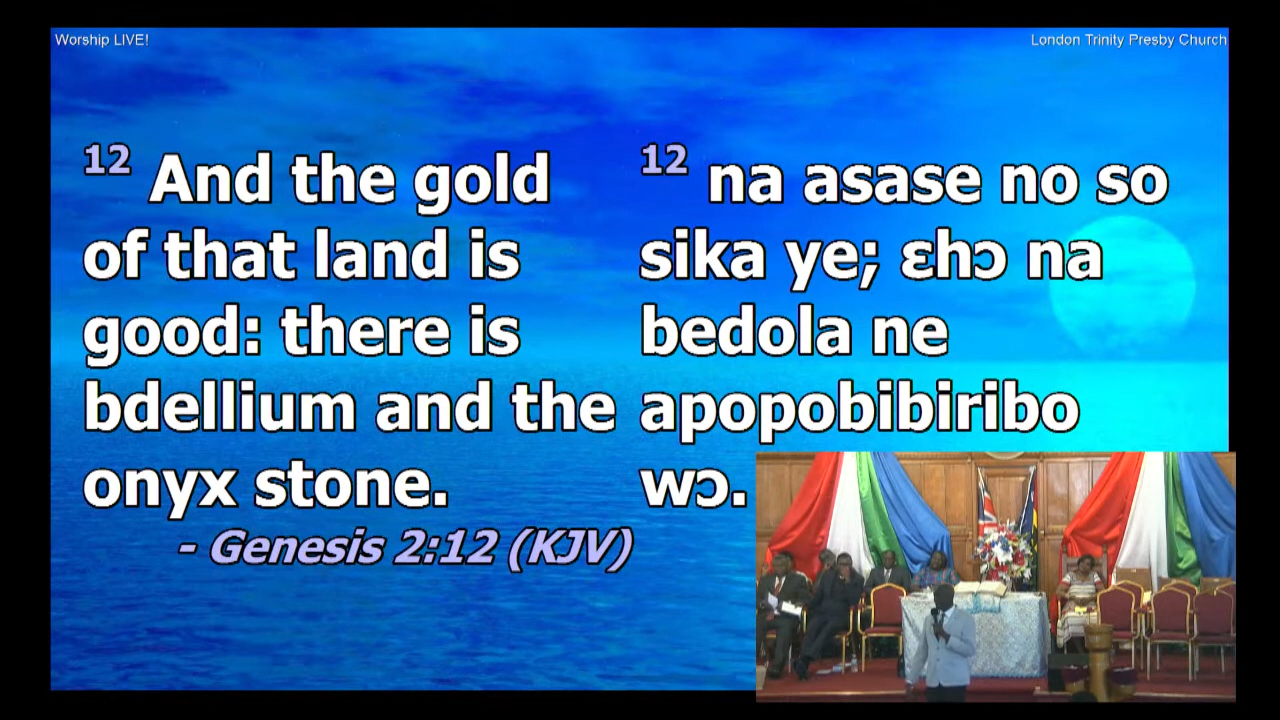 Worship LIVE!
London Trinity Presby Church
12 And the gold
of that land is
good: there is
bdellium and the
onyx stone.
- Genesis 2:12 (KJV)
12 na asase no so
sika ye; ɛhɔ na
bedola ne
apopobibiribo
wɔ.